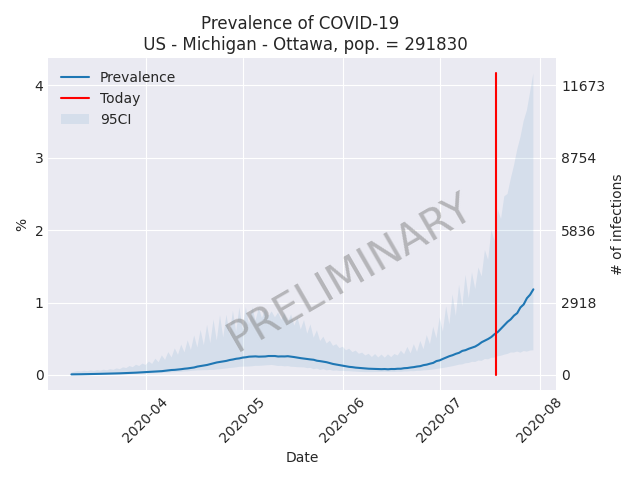 Prevalence of COVID-19
US - Michigan - Ottawa, pop. = 291830
Prevalence
Today
95CI
4
3
2
1
0
%
11673
8754
5836
2918
0
# of infections
PRELIMINARY
2020-04
2020-05
2020-06
2020-07
2020-08
Date